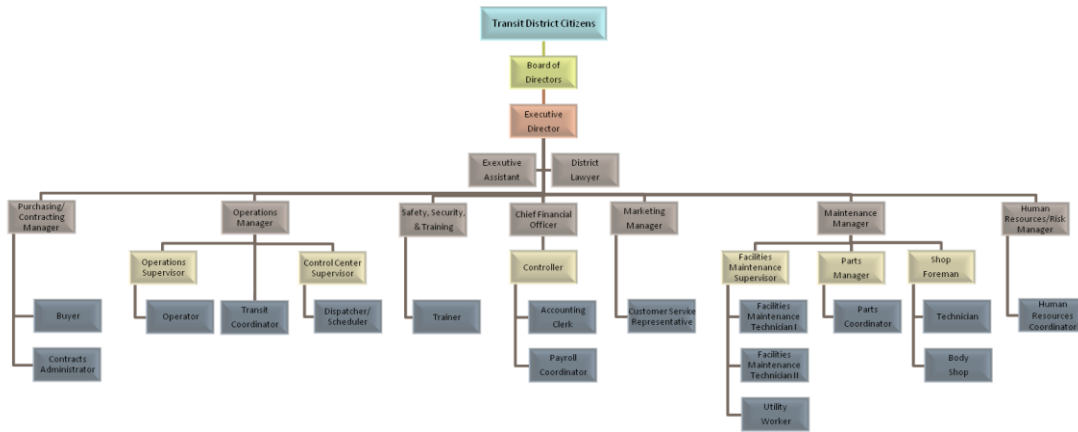 Transit District Citizens
Board of
Directors
Executive
Director
Exexutive
Assistant
District
Lawyer
Purchasing/
Contracting
Manager
Operations
Manager
Safety, Security,
& Training
Chief Financial
Officer
Marketing
Manager
Maintenance
Manager
Human
Resources/Risk
Manager
Operations
Supervisor
Control Center
Supervisor
Controller
Facilities
Maintenance
Supervisor
Parts
Manager
Shop
Foreman
Buyer
Operator
Transit
Coordinator
Dispatcher/
Scheduler
Trainer
Accounting
Clerk
Customer Service
Representative
Facilities
Maintenance
Technician I
Parts
Coordinator
Technician
Human
Resources
Coordinator
Contracts
Administrator
Payroll
Coordinator
Facilities
Maintenance
Technician II
Body
Shop
Utility
Worker